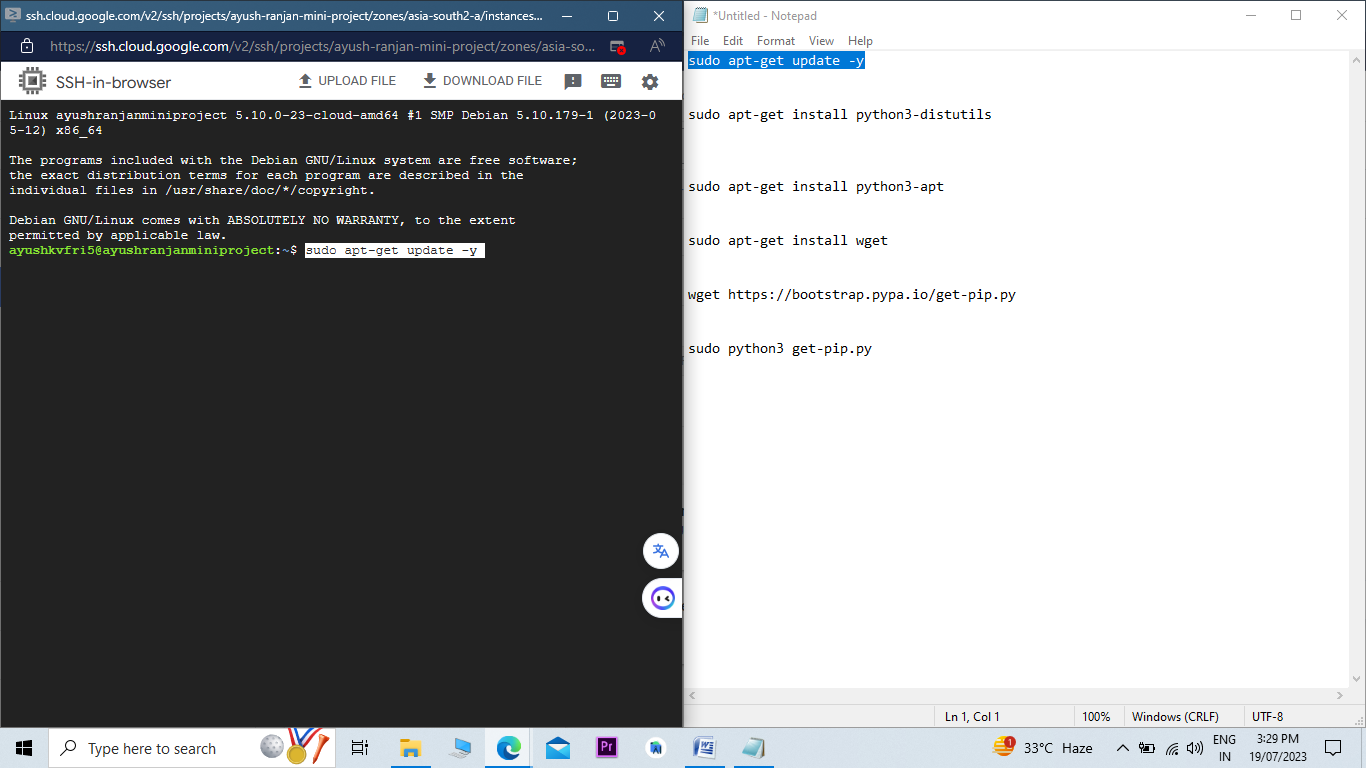 ssh.cloud.google.com/v2/ssh/projects/ayush-ranjan-mini-project/zones/asia-south2-a/instances...
https://ssh.cloud.google.com/v2/ssh/projects/ayush-ranjan-mini-project/zones/asia-so...
SSH-in-browser
UPLOAD FILE
DOWNLOAD FILE
Linux ayushranjanminiproject 5.10.0-23-cloud-amd64 #1 SMP Debian 5.10.179-1 (2023-0
5-12) x86_64
The programs included with the Debian GNU/Linux system are free software;
the exact distribution terms for each program are described in the
individual files in /usr/share/doc/*/copyright.
Debian GNU/Linux comes with ABSOLUTELY NO WARRANTY, to the extent
permitted by applicable law.
ayushkvfri5@ayushranjanminiproject:~$ sudo apt-get update -y
*Untitled - Notepad
File Edit Format View Help
sudo apt-get update -y
sudo apt-get install python3-distutils
sudo apt-get install python3-apt
sudo apt-get install wget
wget https://bootstrap.pypa.io/get-pip.py
sudo python3 get-pip.py
Ln 1, Col 1
100%
Windows (CRLF)
UTF-8
Type here to search
Pr
W
1
33°C Haze
ENG
IN
3:29 PM
19/07/2023